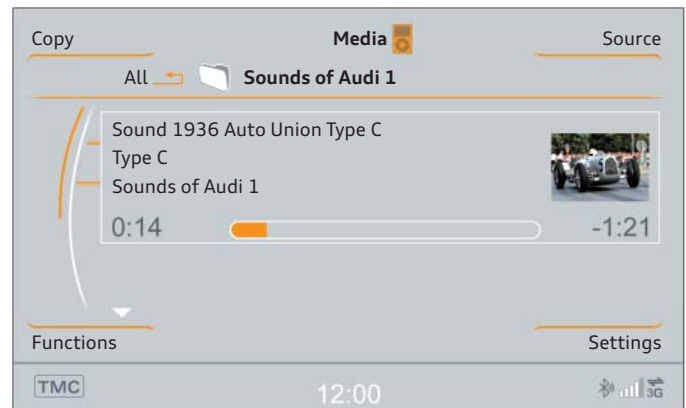 Copy
Media
Source
All
Sounds of Audi 1
Sound 1936 Auto Union Type C
Type C
Sounds of Audi 1
0:14
-1:21
Functions
Settings
TMC
12:00
3G